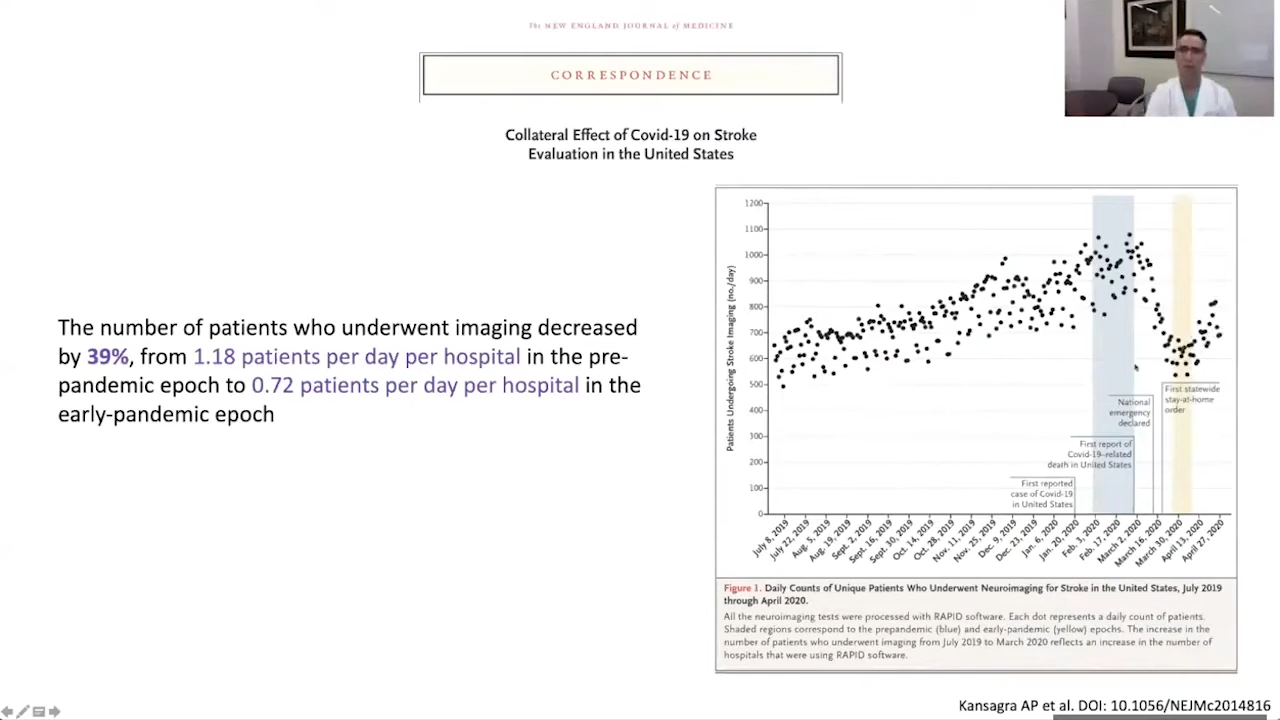 The NEW ENGLAND JOURNAL of MEDICINE
CORRESPONDENCE
Collateral Effect of Covid-19 on Stroke
Evaluation in the United States
The number of patients who underwent imaging decreased
by 39%, from 1.18 patients per day per hospital in the pre-
pandemic epoch to 0.72 patients per day per hospital in the
early-pandemic epoch
Patients Undergoing Stroke Imaging (no./day)
1200
1100
1000
900
800
700
600
500
400
300
200
100
0
First statewide
stay-at-home
order
National
emergency
declared
First report of
Covid-19–related
death in United States
First reported
case of Covid-19
in United States
July 8, 2019
July 22, 2019
Aug. 5, 2019
Aug. 19, 2019
Sept. 2, 2019
Sept. 16, 2019
Sept. 30, 2019
Oct. 14, 2019
Oct. 28, 2019
Nov. 11, 2019
Nov. 25, 2019
Dec. 9, 2019
Dec. 23, 2019
Jan. 6, 2020
Jan. 20, 2020
Feb. 3, 2020
Feb. 17, 2020
March 2, 2020
March 16, 2020
March 30, 2020
April 13, 2020
April 27, 2020
Figure 1. Daily Counts of Unique Patients Who Underwent Neuroimaging for Stroke in the United States, July 2019
through April 2020.
All the neuroimaging tests were processed with RAPID software. Each dot represents a daily count of patients.
Shaded regions correspond to the prepandemic (blue) and early-pandemic (yellow) epochs. The increase in the
number of patients who underwent imaging from July 2019 to March 2020 reflects an increase in the number of
hospitals that were using RAPID software.
Kansagra AP et al. DOI: 10.1056/NEJMc2014816